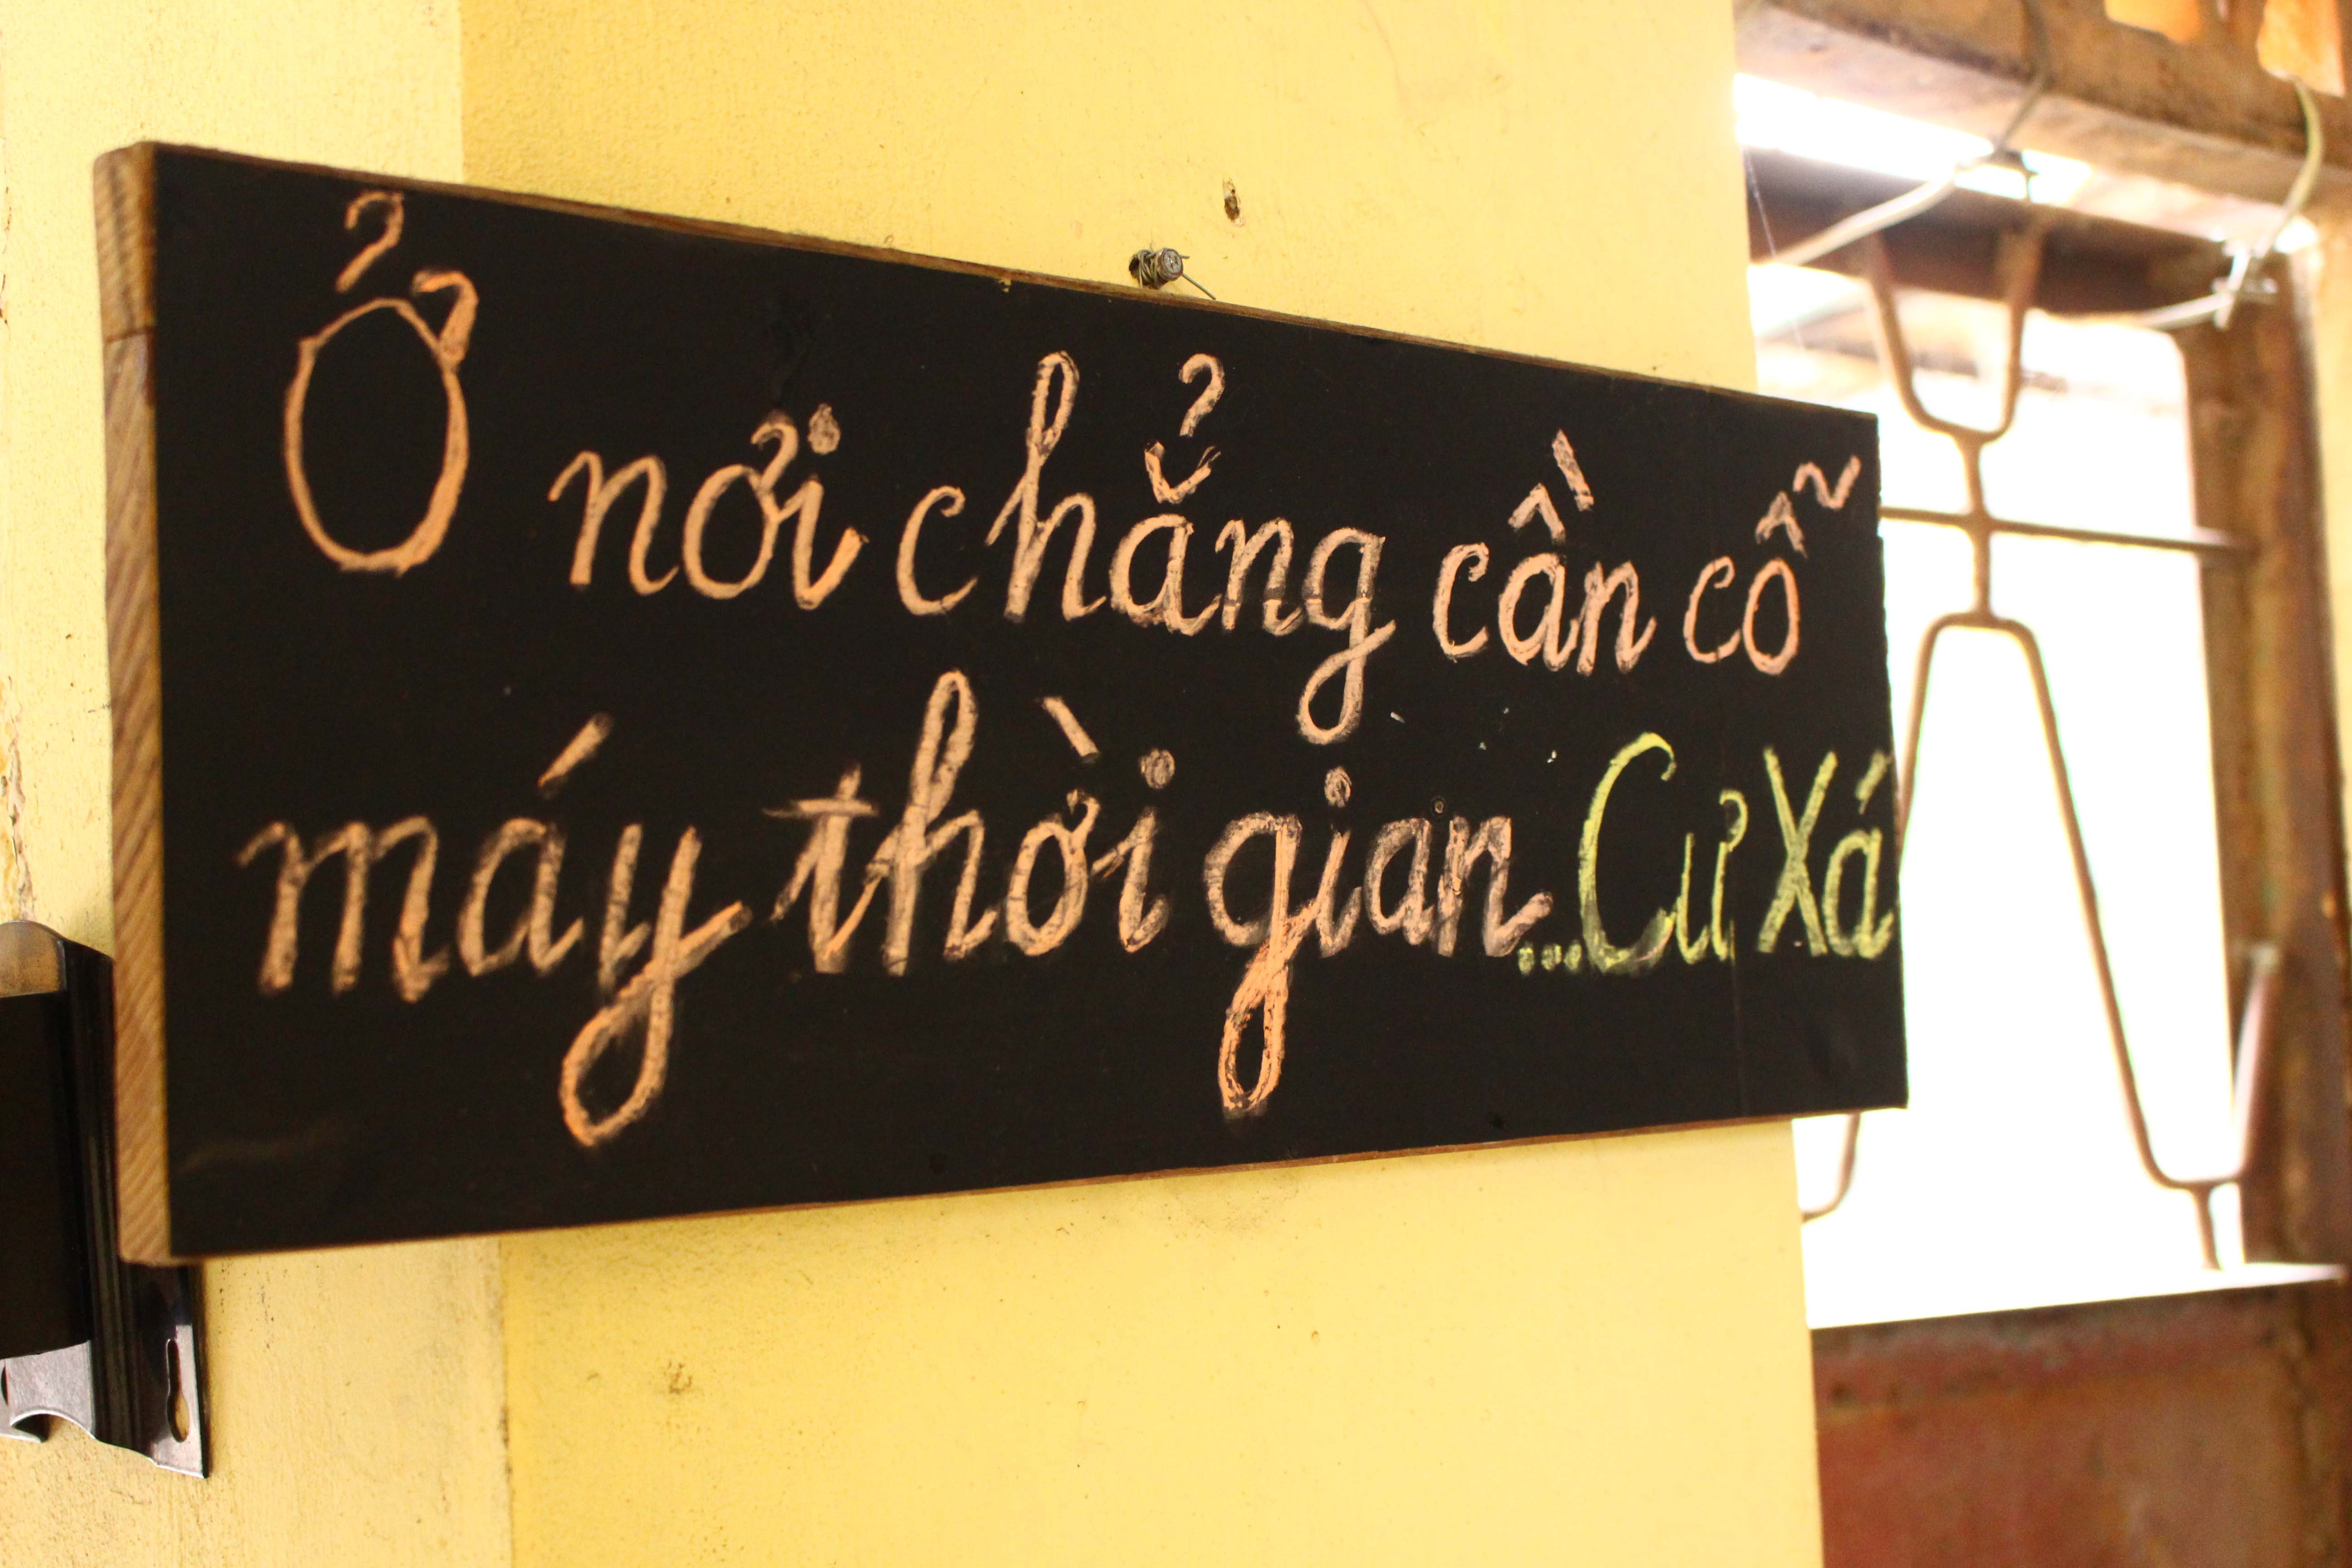 Ở nơi chẳng cần cỗ
máy thời gian...Cư Xá